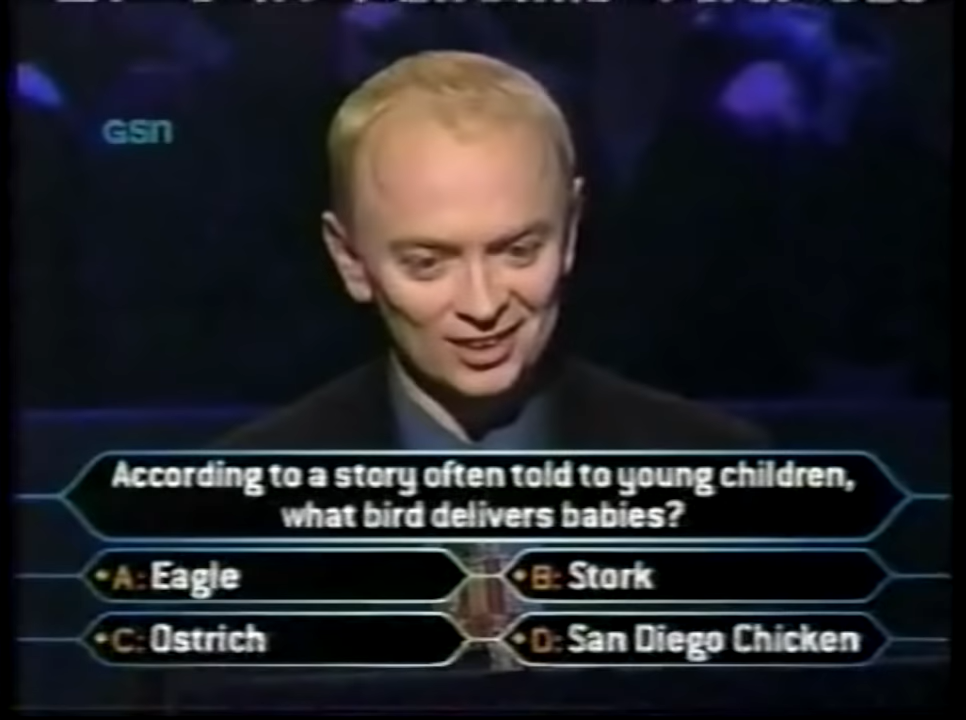 GSN
According to a story often told to young children,
what bird delivers babies?
A: Eagle
B: Stork
C: Ostrich
D: San Diego Chicken